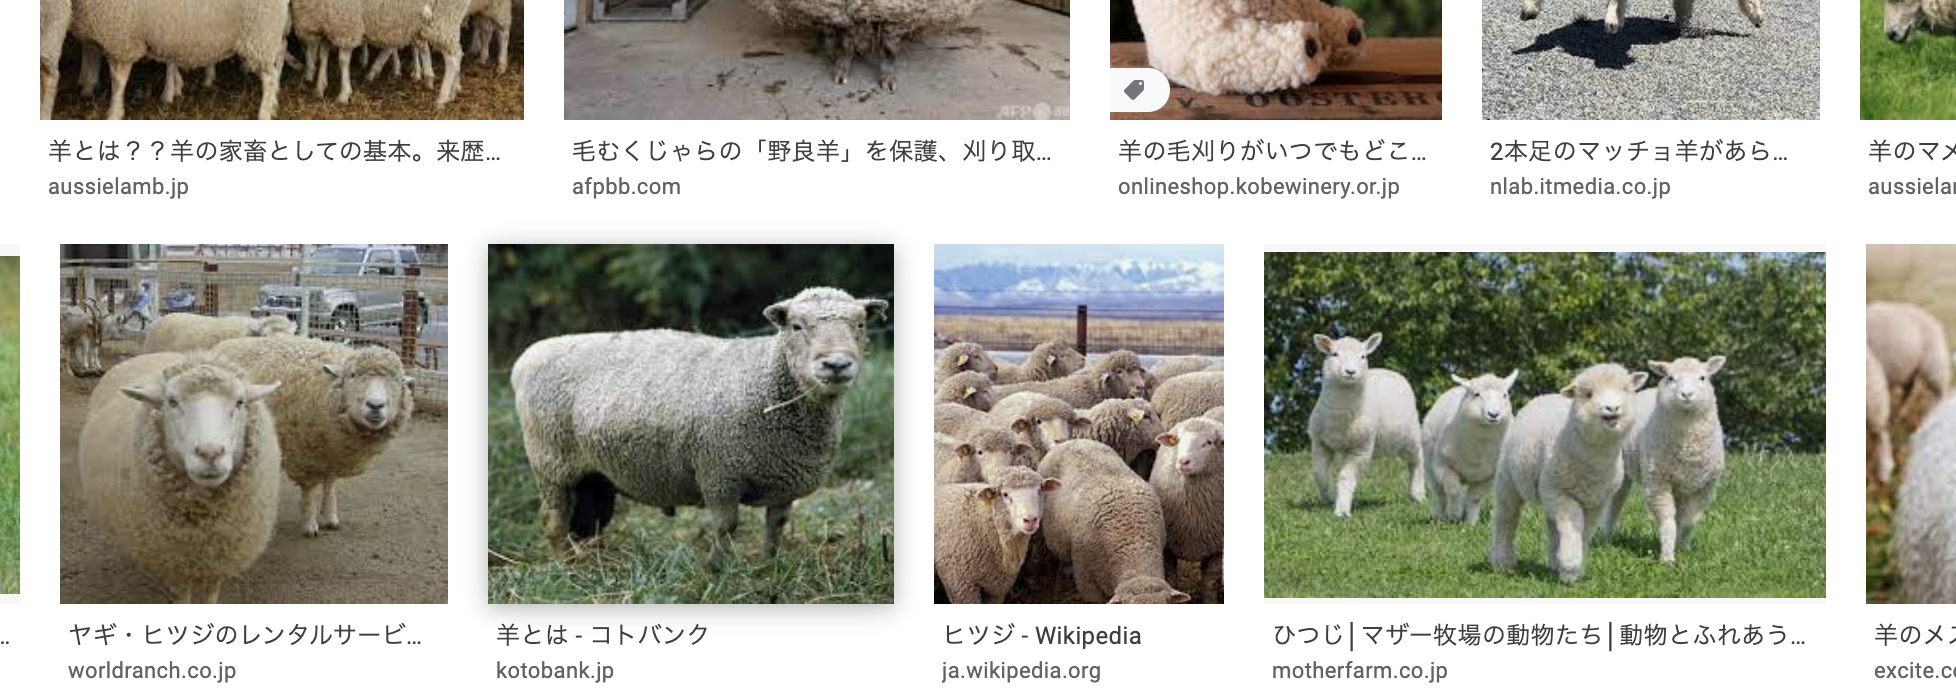 羊とは？？羊の家畜としての基本。来歴...
aussielamb.jp
毛むくじゃらの「野良羊」を保護、刈り取...
afpbb.com
羊の毛刈りがいつでもどこ...
onlineshop.kobewinery.or.jp
2本足のマッチョ羊があら...
nlab.itmedia.co.jp
羊のマメ
aussielar
AFP
V. OOSTER
...
ヤギ・ヒツジのレンタルサービ...
worldranch.co.jp
羊とは - コトバンク
kotobank.jp
ヒツジ - Wikipedia
ja.wikipedia.org
ひつじ│マザー牧場の動物たち│動物とふれあう...
motherfarm.co.jp
羊のメス
excite.co